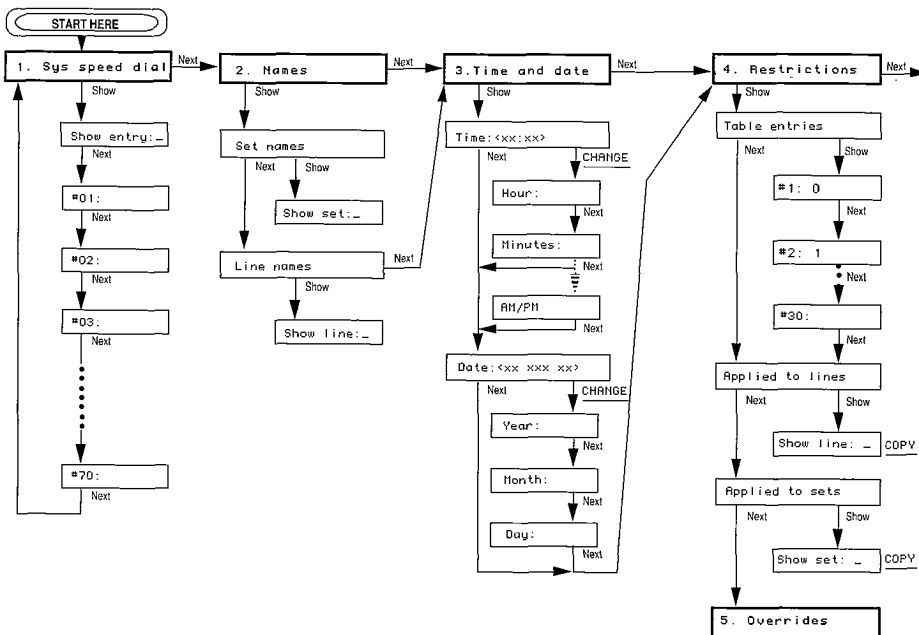 START HERE
1. Sys speed dial
Next
Show
Show entry:_
Next
#01:
Next
#02:
Next
#03:
Next
#70:
Next
2. Names
Next
Show
Set names
Next
Show
Show set:_
Line names
Next
Show
Show line:_
3.Time and date
Next
Show
Time:<xx:xx>
Next
CHANGE
Hour:
Next
Minutes:
Next
AM/PM
Next
Date:<xx xxx xx>
Next
CHANGE
Year:
Next
Month:
Next
Day:
Next
4. Restrictions
Next
Show
Table entries
Next
Show
#1: 0
Next
#2: 1
Next
#30:
Next
Applied to lines
Next
Show
Show line: _
COPY
Applied to sets
Next
Show
Show set: _
COPY
5. Overrides